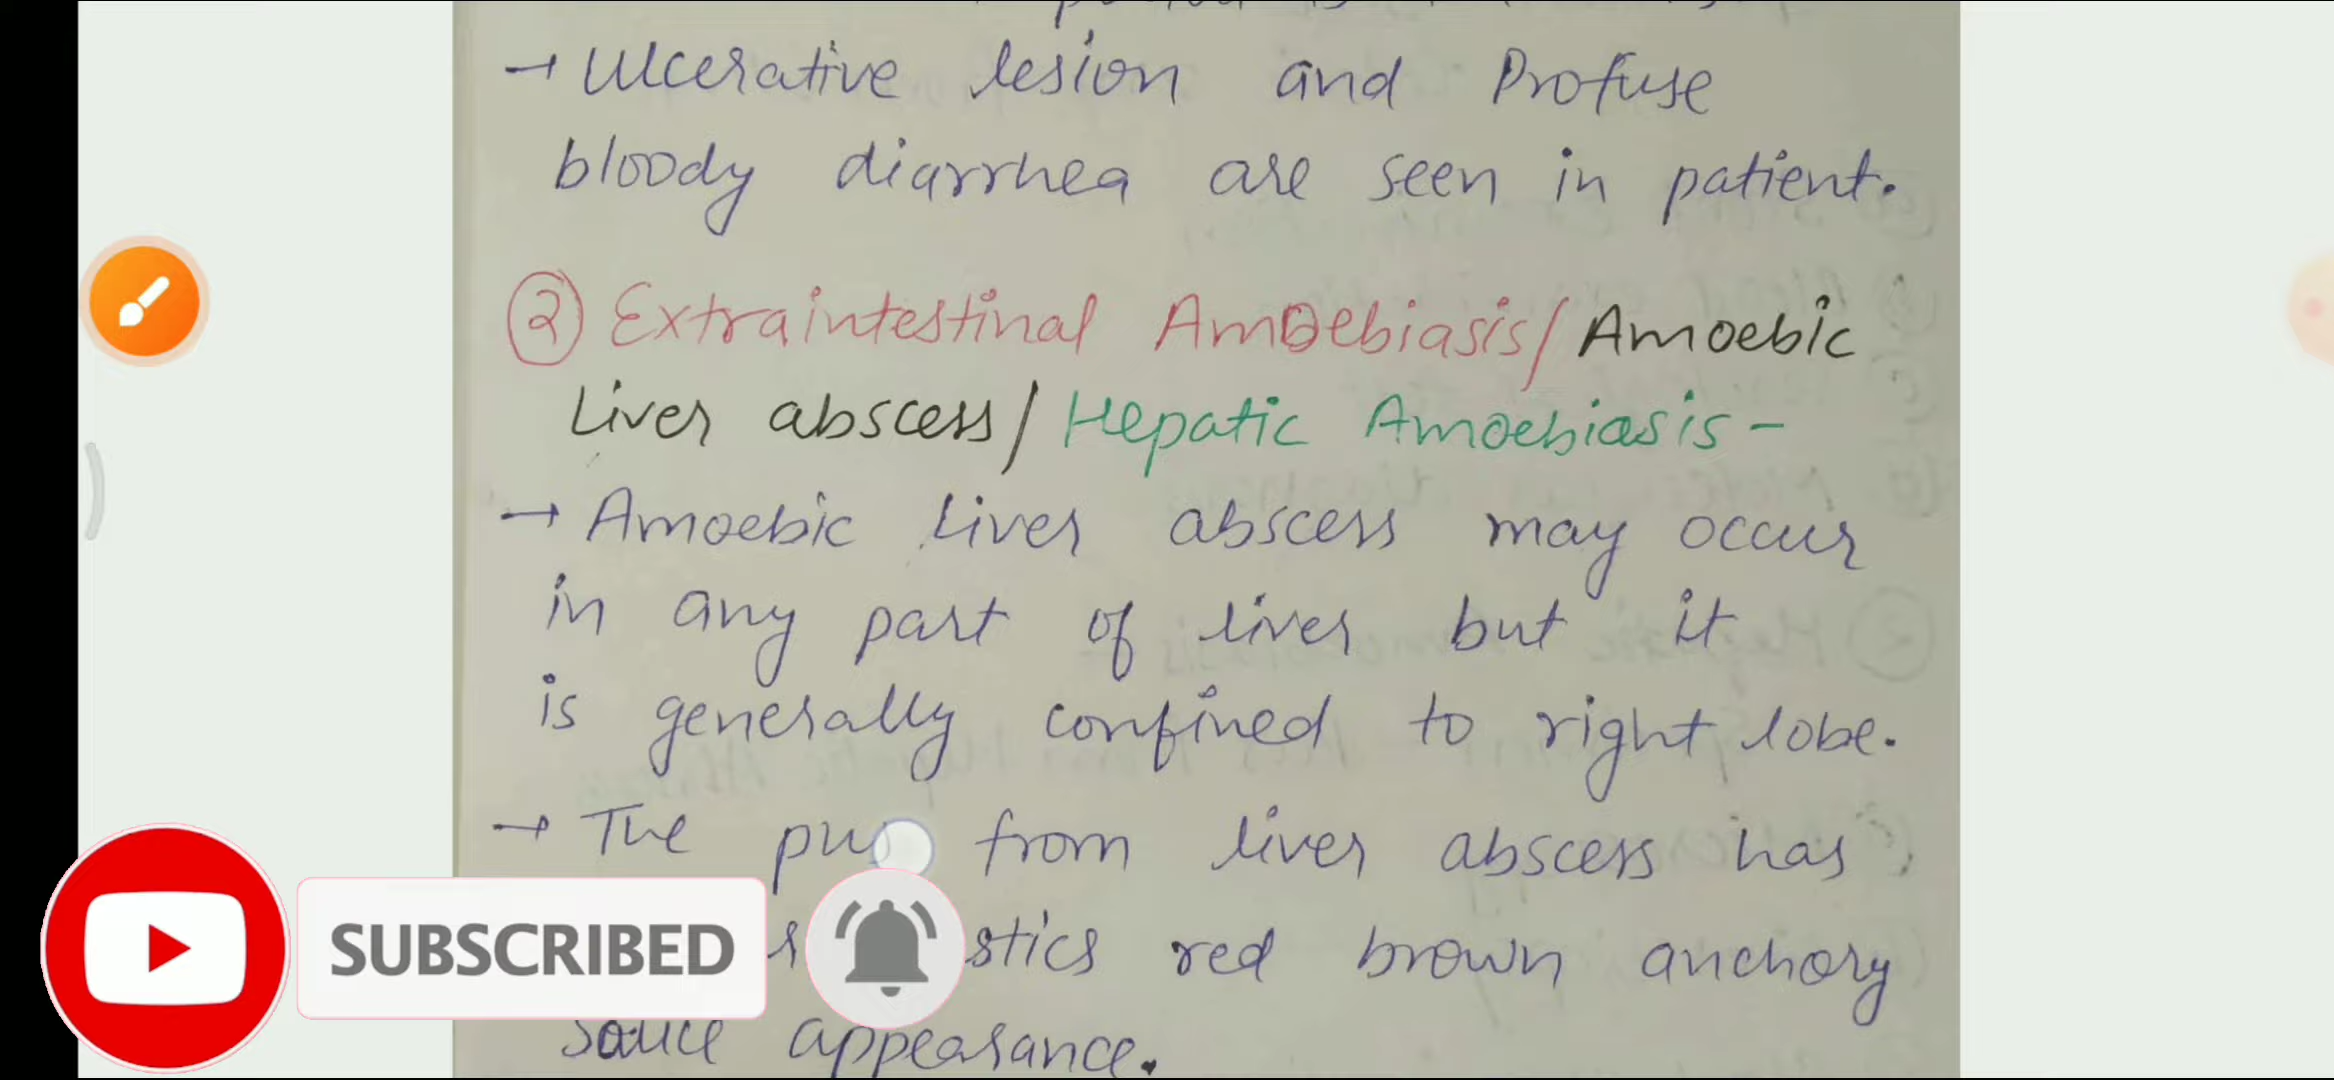 → Ulcerative lesion and Profuse
bloody diarrhea are seen in patient.
② Extraintestinal Amoebiasis/Amoebic
Liver abscess/Hepatic Amoebiasis-
→ Amoebic Liver abscess may occur
in any part of liver but it
is generally confined to right lobe.
→ The pus from liver abscess has
stics red brown anchory
Sauce appearance.
SUBSCRIBED